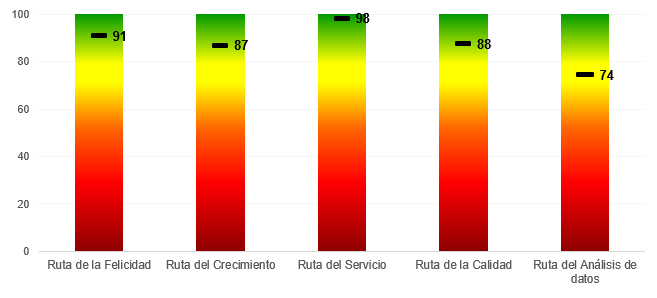 100
80
60
40
20
0
91
87
98
88
74
Ruta de la Felicidad
Ruta del Crecimiento
Ruta del Servicio
Ruta de la Calidad
Ruta del Análisis de
datos